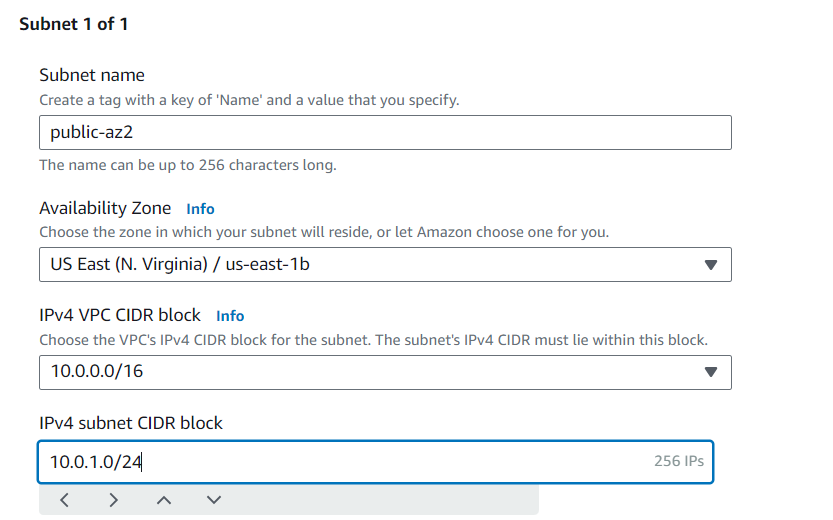 Subnet 1 of 1
Subnet name
Create a tag with a key of 'Name' and a value that you specify.
public-az2
The name can be up to 256 characters long.
Availability Zone Info
Choose the zone in which your subnet will reside, or let Amazon choose one for you.
US East (N. Virginia) / us-east-1b
IPv4 VPC CIDR block Info
Choose the VPC's IPv4 CIDR block for the subnet. The subnet's IPv4 CIDR must lie within this block.
10.0.0.0/16
IPv4 subnet CIDR block
10.0.1.0/24 256 IPs